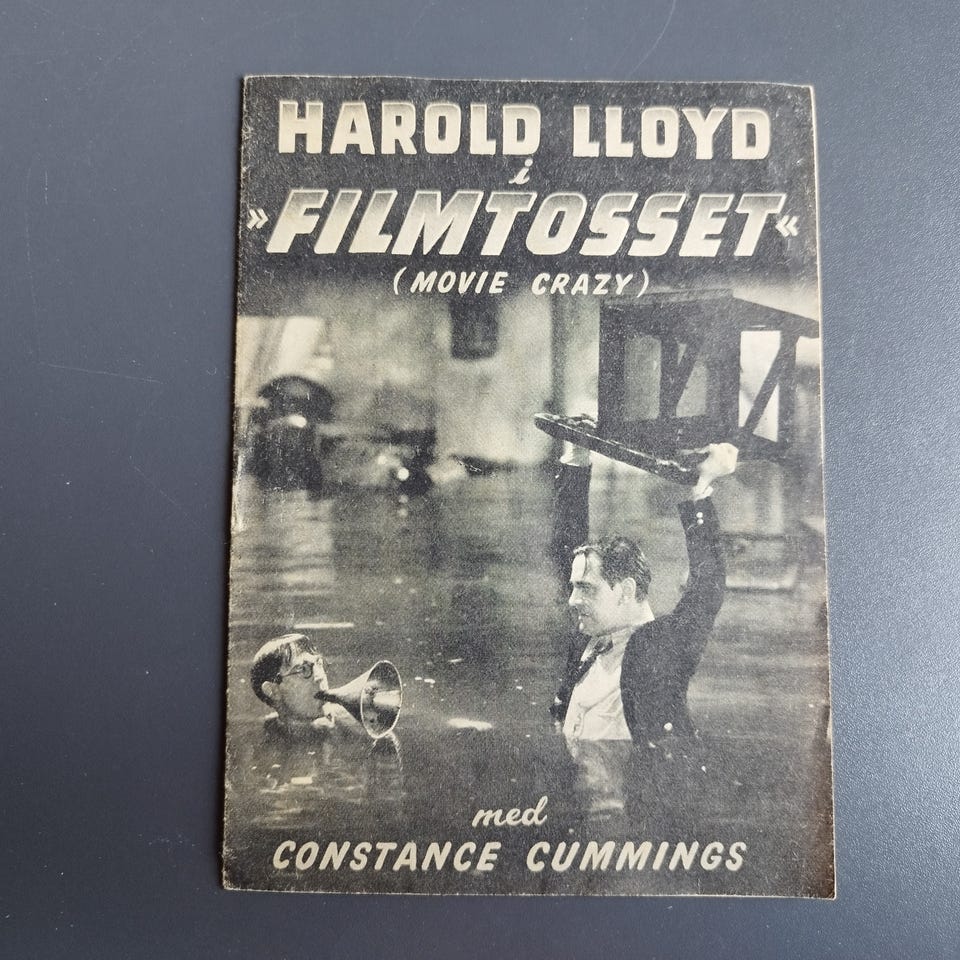 HAROLD LLOYD
i
»FILMTOSSET«
(MOVIE CRAZY)
med
CONSTANCE CUMMINGS